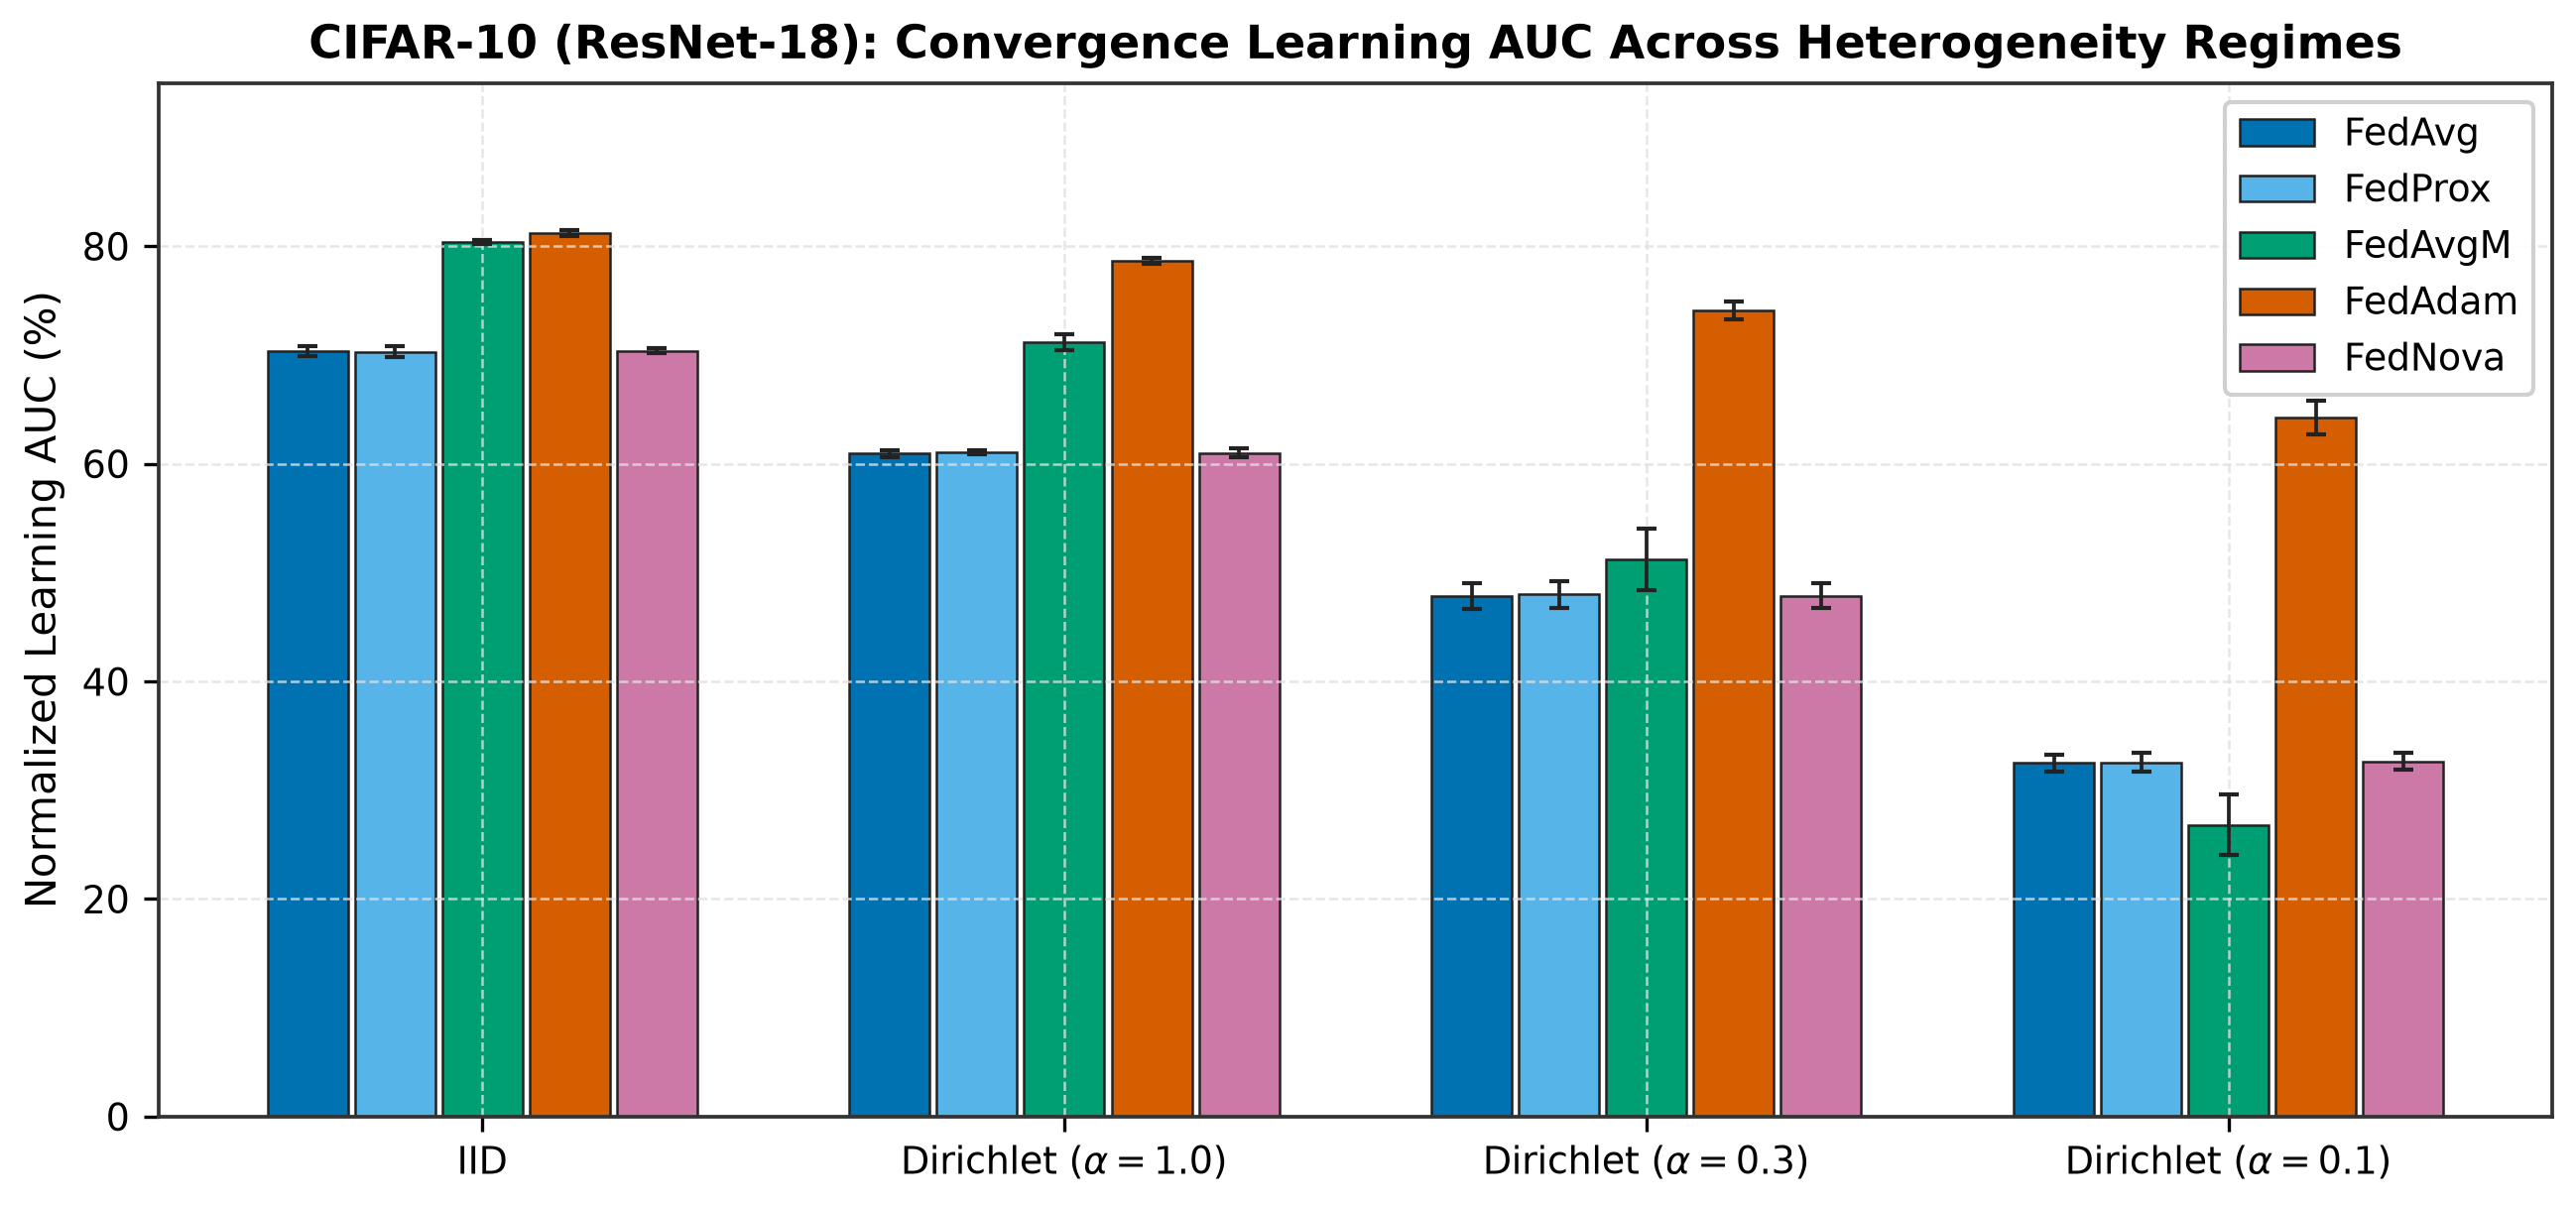 CIFAR-10 (ResNet-18): Convergence Learning AUC Across Heterogeneity Regimes
Normalized Learning AUC (%)
80
60
40
20
0
IID
Dirichlet (α = 1.0)
Dirichlet (α = 0.3)
Dirichlet (α = 0.1)
FedAvg
FedProx
FedAvgM
FedAdam
FedNova